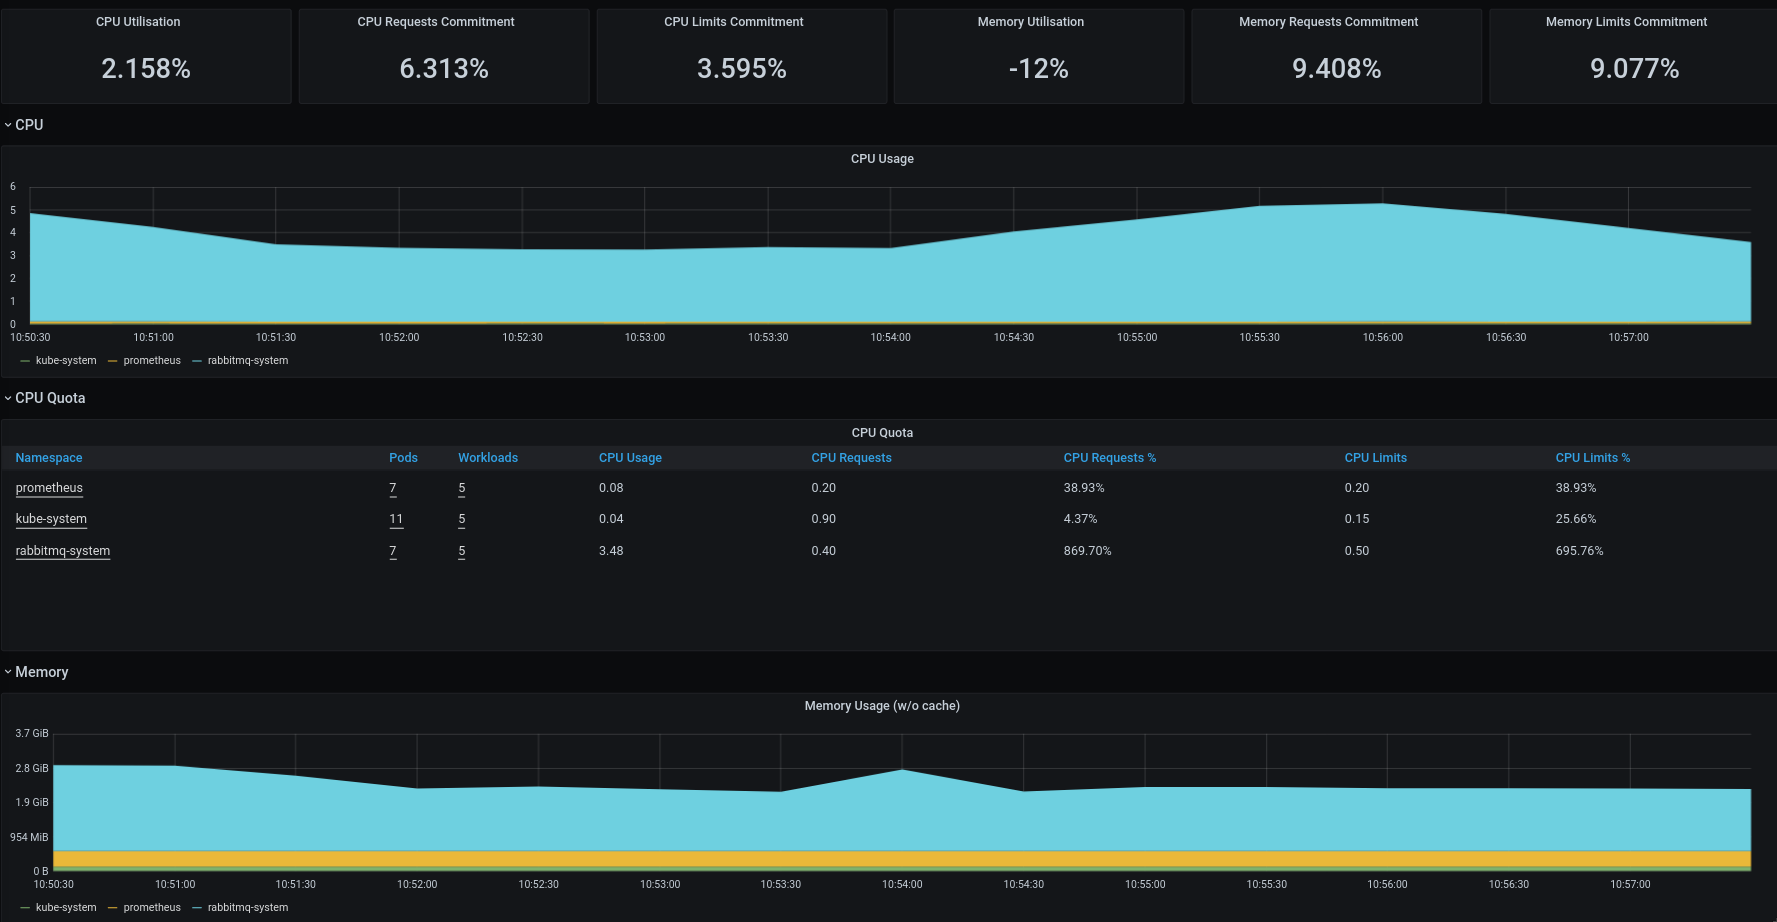 CPU Utilisation CPU Requests Commitment CPU Limits Commitment Memory Utilisation Memory Requests Commitment Memory Limits Commitment
2.158% 6.313% 3.595% -12% 9.408% 9.077%
CPU
CPU Usage
6
5
4
3
2
1
0
10:50:30 10:51:00 10:51:30 10:52:00 10:52:30 10:53:00 10:53:30 10:54:00 10:54:30 10:55:00 10:55:30 10:56:00 10:56:30 10:57:00
kube-system prometheus rabbitmq-system
CPU Quota
CPU Quota
Namespace Pods Workloads CPU Usage CPU Requests CPU Requests % CPU Limits CPU Limits %
prometheus 7 5 0.08 0.20 38.93% 0.20 38.93%
kube-system 11 5 0.04 0.90 4.37% 0.15 25.66%
rabbitmq-system 7 5 3.48 0.40 869.70% 0.50 695.76%
Memory
Memory Usage (w/o cache)
3.7 GiB
2.8 GiB
1.9 GiB
954 MiB
0 B
10:50:30 10:51:00 10:51:30 10:52:00 10:52:30 10:53:00 10:53:30 10:54:00 10:54:30 10:55:00 10:55:30 10:56:00 10:56:30 10:57:00
kube-system prometheus rabbitmq-system